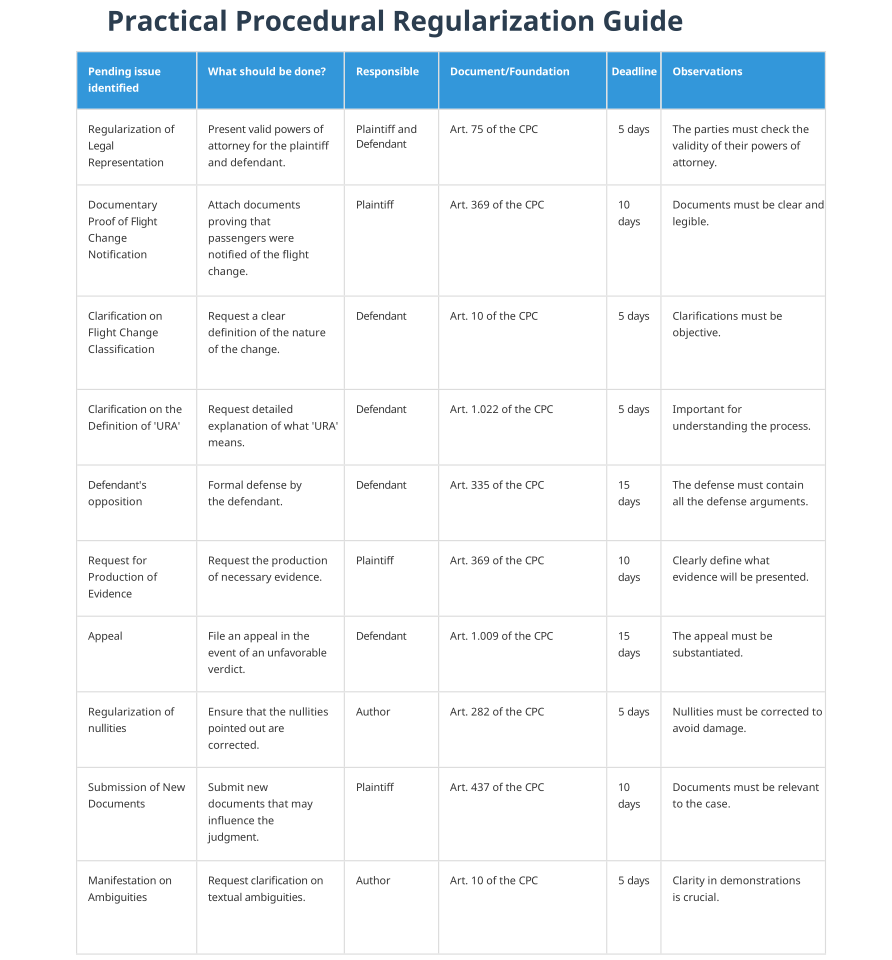 Practical Procedural Regularization Guide
Pending issue
identified
What should be done?
Responsible
Document/Foundation
Deadline
Observations
Regularization of
Legal
Representation
Present valid powers of
attorney for the plaintiff
and defendant.
Plaintiff and
Defendant
Art. 75 of the CPC
5 days
The parties must check the
validity of their powers of
attorney.
Documentary
Proof of Flight
Change
Notification
Attach documents
proving that
passengers were
notified of the flight
change.
Plaintiff
Art. 369 of the CPC
10
days
Documents must be clear and
legible.
Clarification on
Flight Change
Classification
Request a clear
definition of the nature
of the change.
Defendant
Art. 10 of the CPC
5 days
Clarifications must be
objective.
Clarification on the
Definition of 'URA'
Request detailed
explanation of what 'URA'
means.
Defendant
Art. 1.022 of the CPC
5 days
Important for
understanding the process.
Defendant's
opposition
Formal defense by
the defendant.
Defendant
Art. 335 of the CPC
15
days
The defense must contain
all the defense arguments.
Request for
Production of
Evidence
Request the production
of necessary evidence.
Plaintiff
Art. 369 of the CPC
10
days
Clearly define what
evidence will be presented.
Appeal
File an appeal in the
event of an unfavorable
verdict.
Defendant
Art. 1.009 of the CPC
15
days
The appeal must be
substantiated.
Regularization of
nullities
Ensure that the nullities
pointed out are
corrected.
Author
Art. 282 of the CPC
5 days
Nullities must be corrected to
avoid damage.
Submission of New
Documents
Submit new
documents that may
influence the
judgment.
Plaintiff
Art. 437 of the CPC
10
days
Documents must be relevant
to the case.
Manifestation on
Ambiguities
Request clarification on
textual ambiguities.
Author
Art. 10 of the CPC
5 days
Clarity in demonstrations
is crucial.